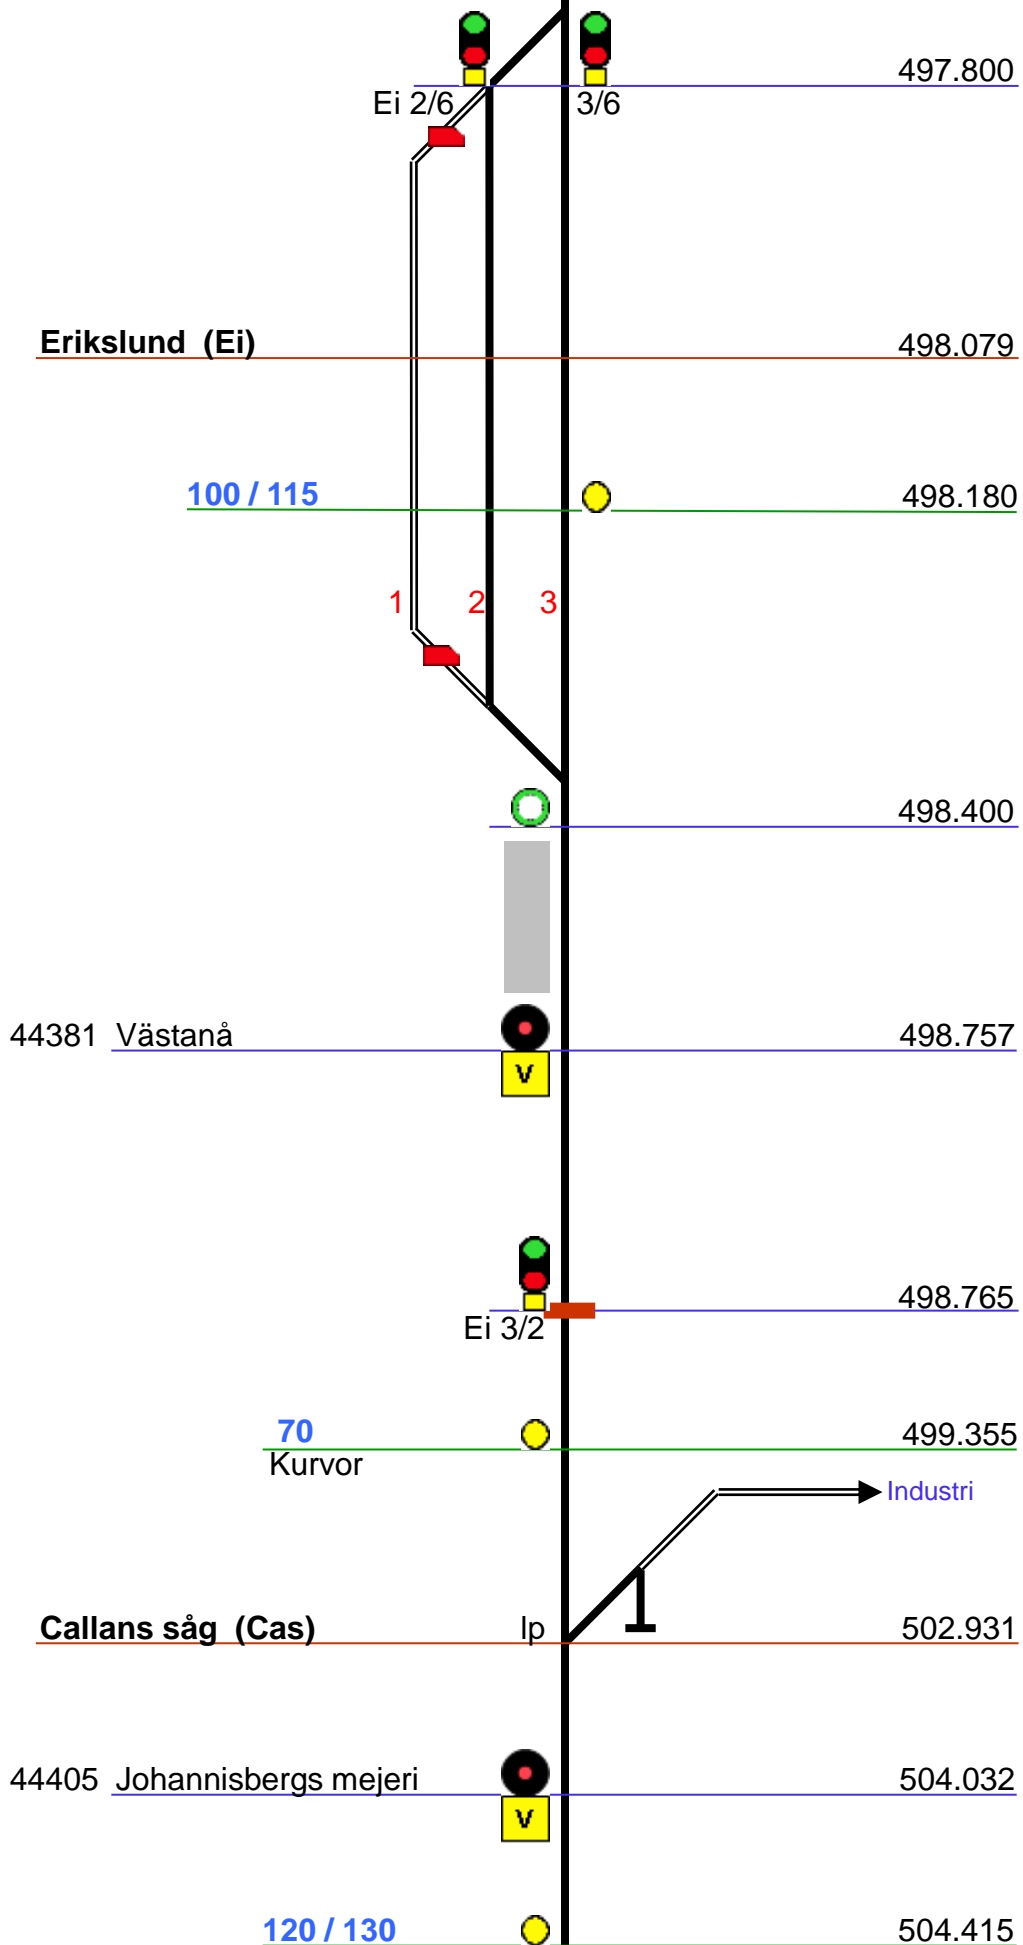 497.800
Ei 2/6 3/6
Erikslund (Ei) 498.079
100 / 115 498.180
1 2 3
498.400
44381 Västanå 498.757
V
498.765
Ei 3/2
70 499.355
Kurvor
Industri
Callans såg (Cas) lp 502.931
44405 Johannisbergs mejeri 504.032
V
120 / 130 504.415